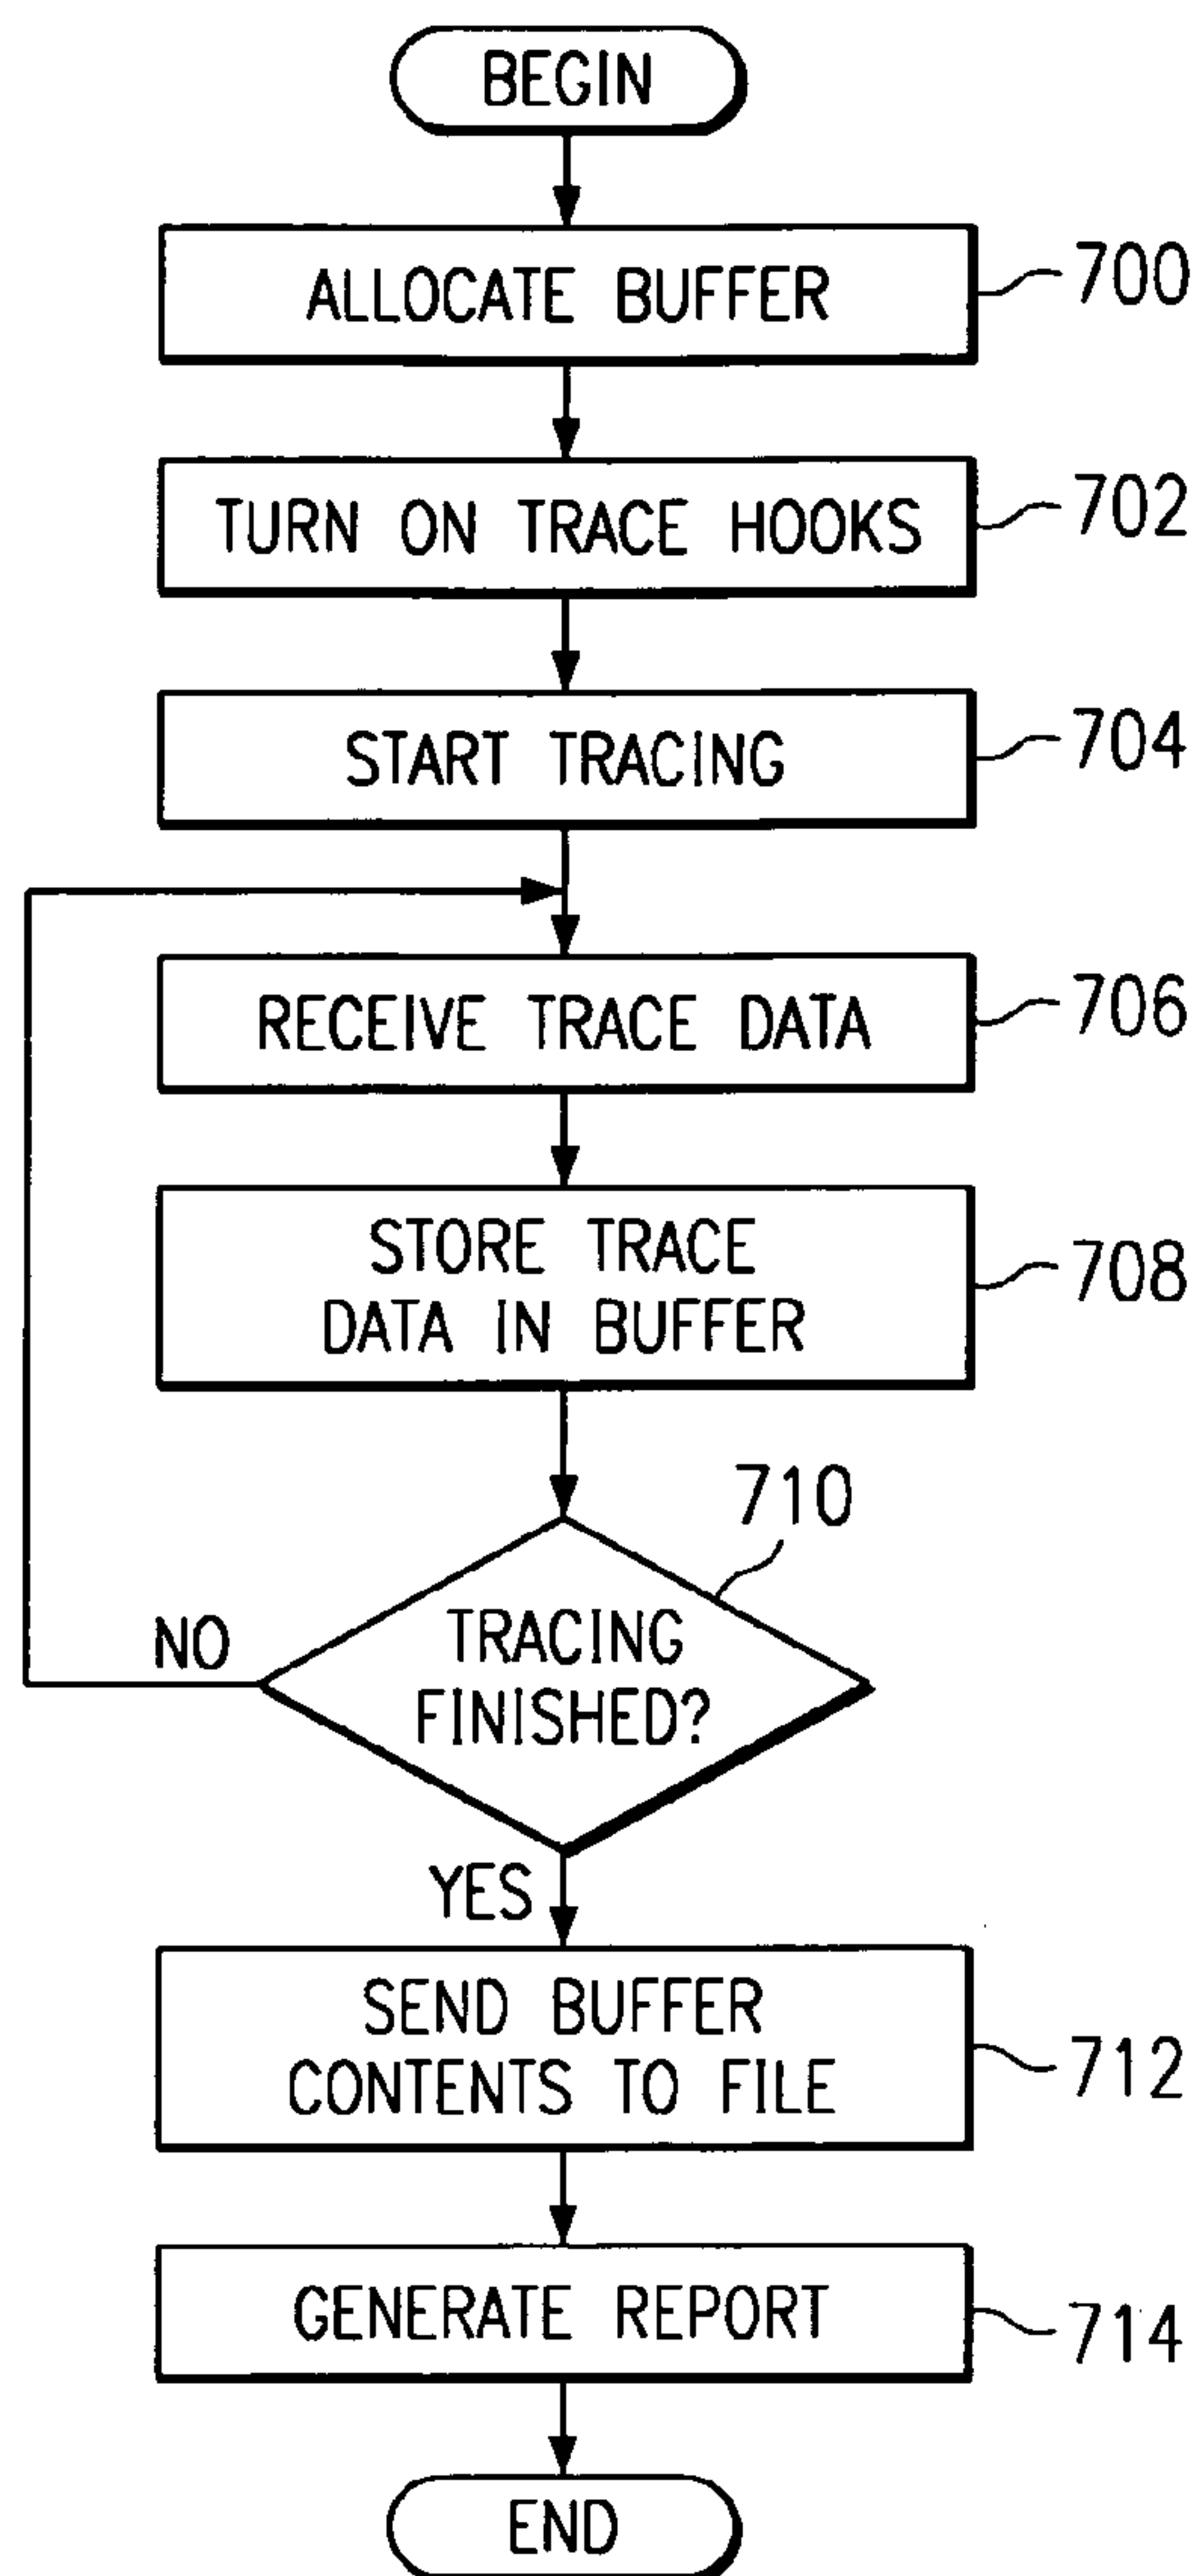 BEGIN
ALLOCATE BUFFER
700
TURN ON TRACE HOOKS
702
START TRACING
704
RECEIVE TRACE DATA
706
STORE TRACE
DATA IN BUFFER
708
710
TRACING
FINISHED?
NO
YES
SEND BUFFER
CONTENTS TO FILE
712
GENERATE REPORT
714
END